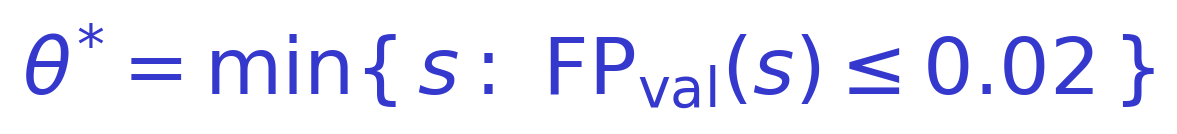 θ* = min{ s : FP_val(s) ≤ 0.02 }